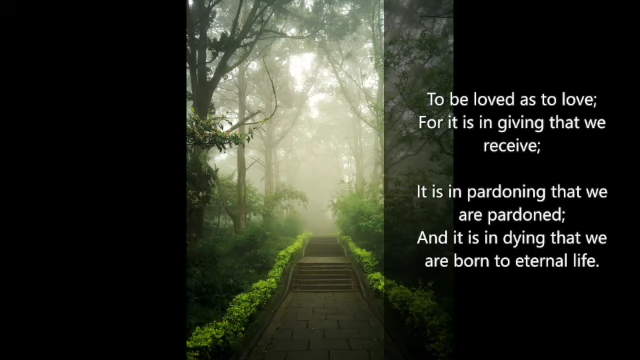 To be loved as to love;
For it is in giving that we
receive;
It is in pardoning that we
are pardoned;
And it is in dying that we
are born to eternal life.